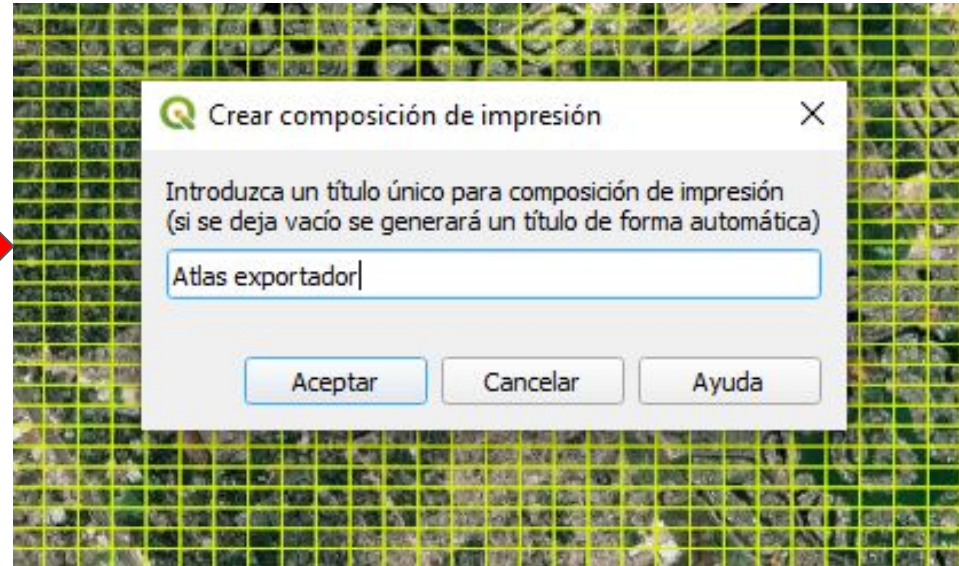 Crear composición de impresión
Introduzca un título único para composición de impresión
(si se deja vacío se generará un título de forma automática)
Atlas exportador
Aceptar Cancelar Ayuda